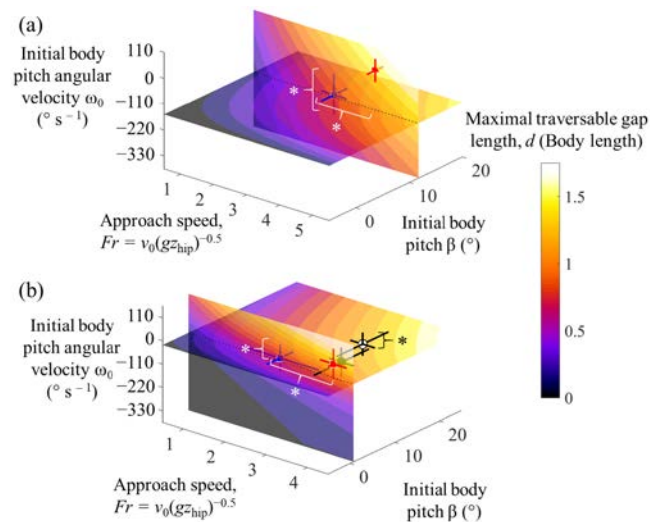 (a)
Initial body
pitch angular
velocity ω₀
(° s⁻¹)
110
0
−110
−220
−330
1
2
3
4
5
0
10
20
Approach speed,
Fr = v₀(gz_hip)^−0.5
Initial body
pitch β (°)
*
*
Maximal traversable gap
length, d (Body length)
1.5
1
0.5
0
(b)
Initial body
pitch angular
velocity ω₀
(° s⁻¹)
110
0
−110
−220
−330
1
2
3
4
0
10
20
Approach speed,
Fr = v₀(gz_hip)^−0.5
Initial body
pitch β (°)
*
*
*